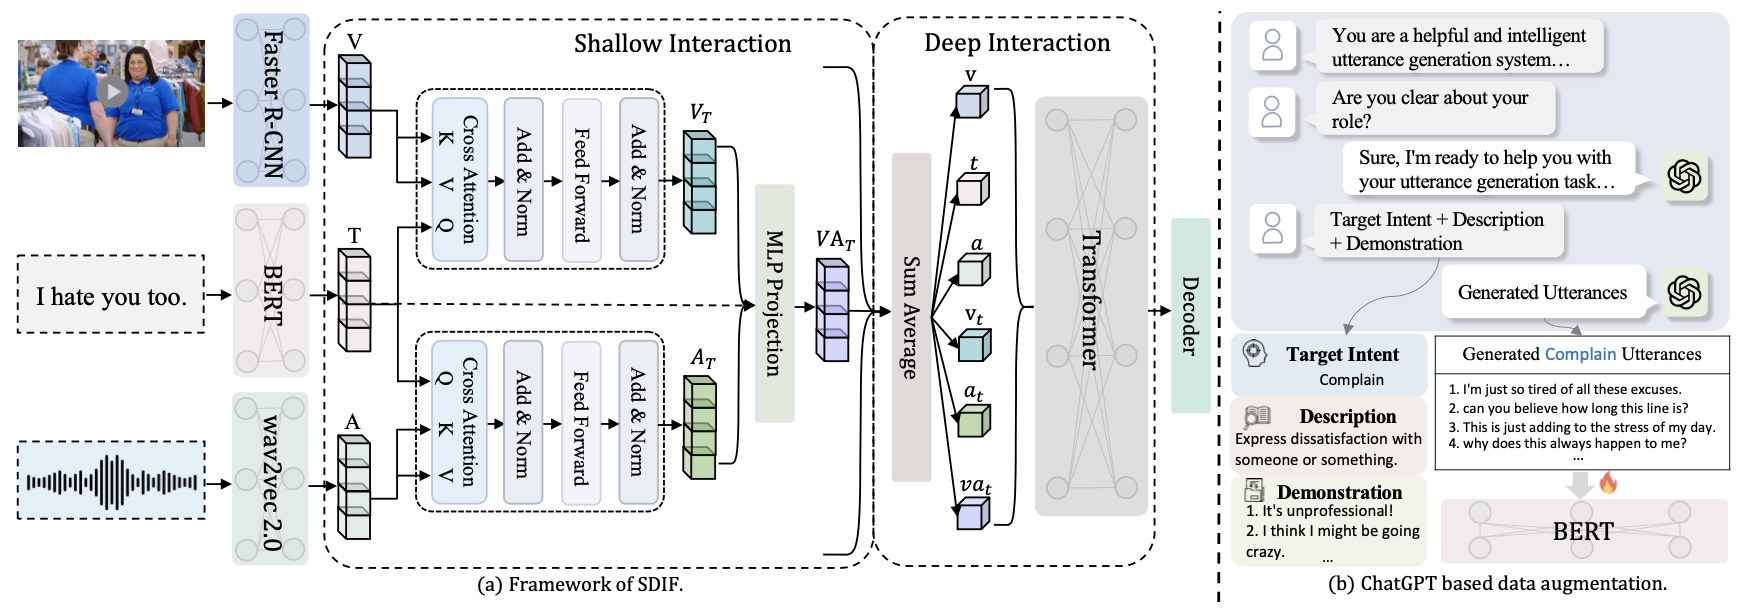 Shallow Interaction
Deep Interaction
Faster R-CNN
V
K
V
Q
Cross Attention
Add & Norm
Feed Forward
Add & Norm
V_T
I hate you too.
BERT
T
MLP Projection
VA_T
wav2vec 2.0
A
Q
K
V
Cross Attention
Add & Norm
Feed Forward
Add & Norm
A_T
Sum Average
v
t
a
v_t
a_t
va_t
Transformer
Decoder
(a) Framework of SDIF.
You are a helpful and intelligent
utterance generation system…
Are you clear about your
role?
Sure, I'm ready to help you with
your utterance generation task…
Target Intent + Description
+ Demonstration
Generated Utterances
Target Intent
Complain
Description
Express dissatisfaction with
someone or something.
Demonstration
1. It's unprofessional!
2. I think I might be going
crazy.
...
Generated Complain Utterances
1. I'm just so tired of all these excuses.
2. can you believe how long this line is?
3. This is just adding to the stress of my day.
4. why does this always happen to me?
...
BERT
(b) ChatGPT based data augmentation.